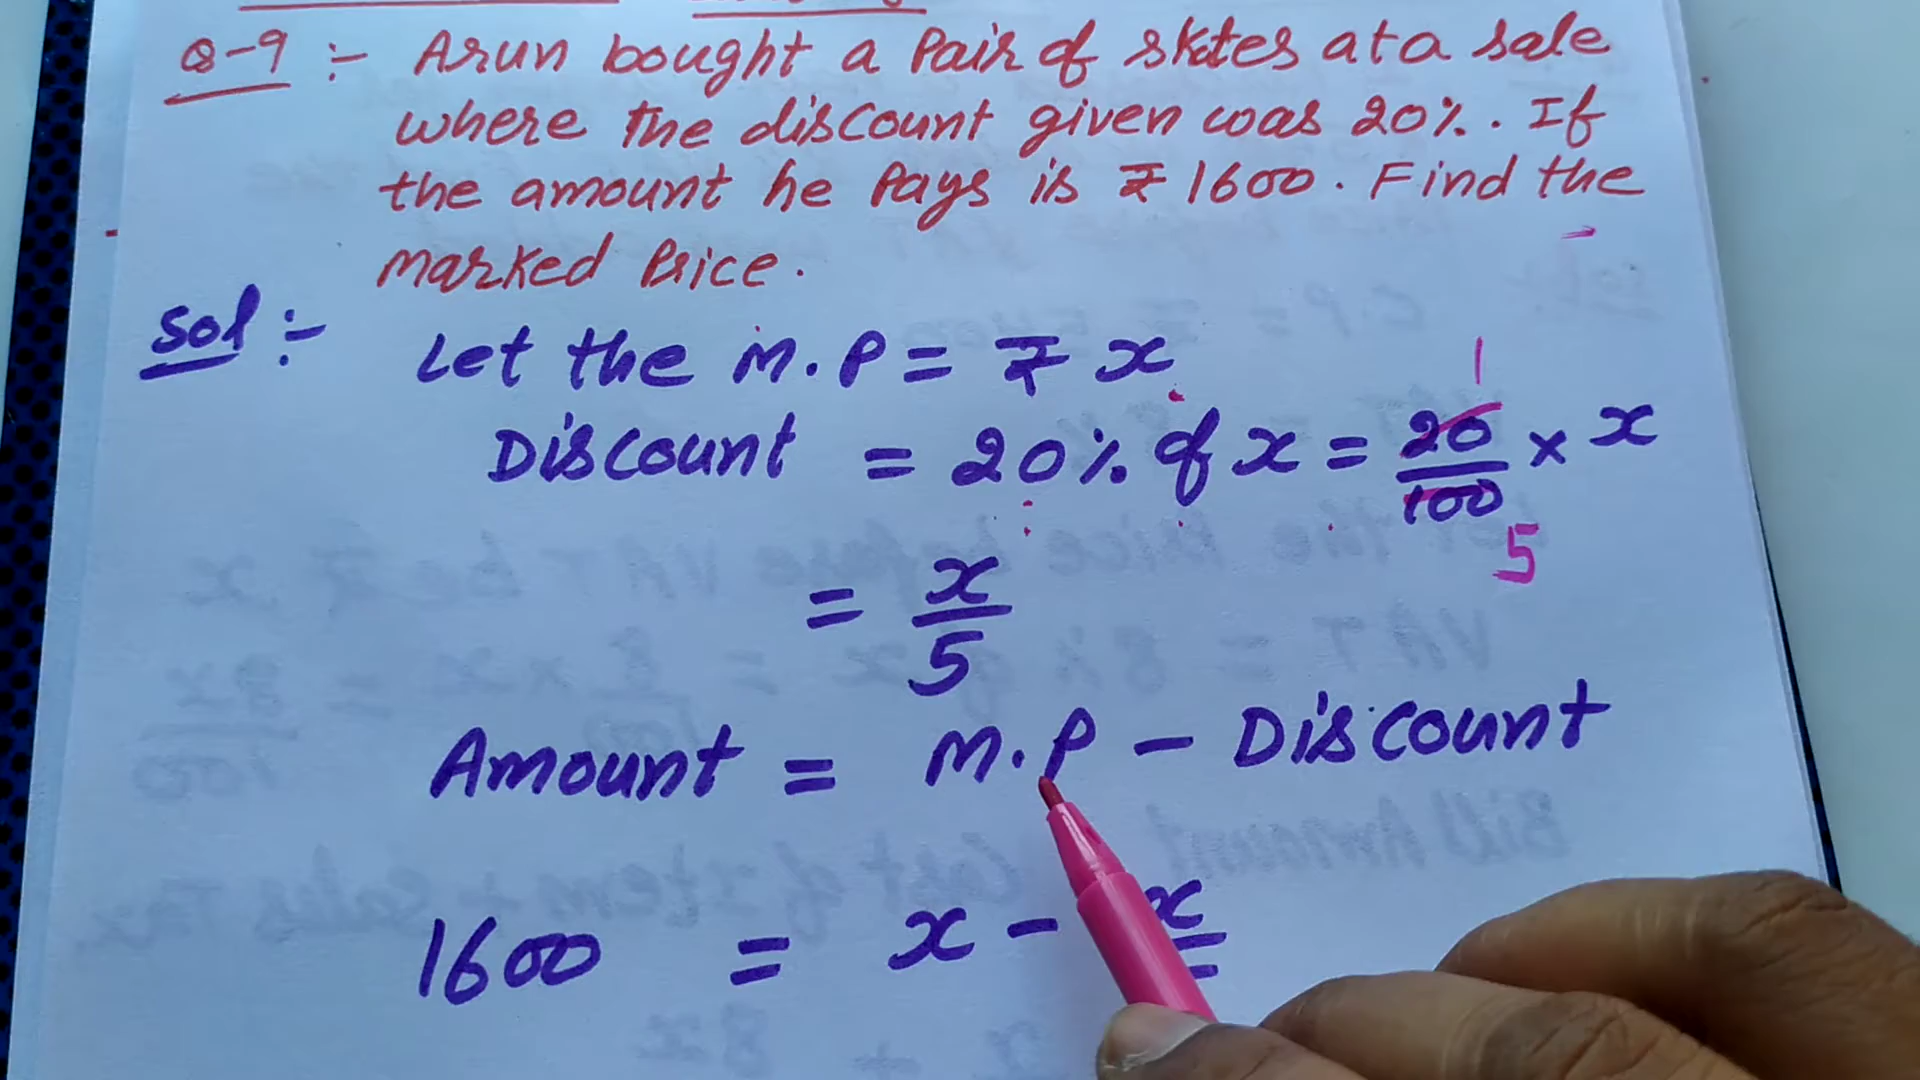 Q-9 :- Arun bought a Pair of skates at a sale
where the discount given was 20%. If
the amount he Pays is ₹ 1600. Find the
marked Price.
Sol :- Let the M.P = ₹ x
Discount = 20% of x = 20/100 × x
1
5
= x/5
Amount = M.P - Discount
1600 = x - x